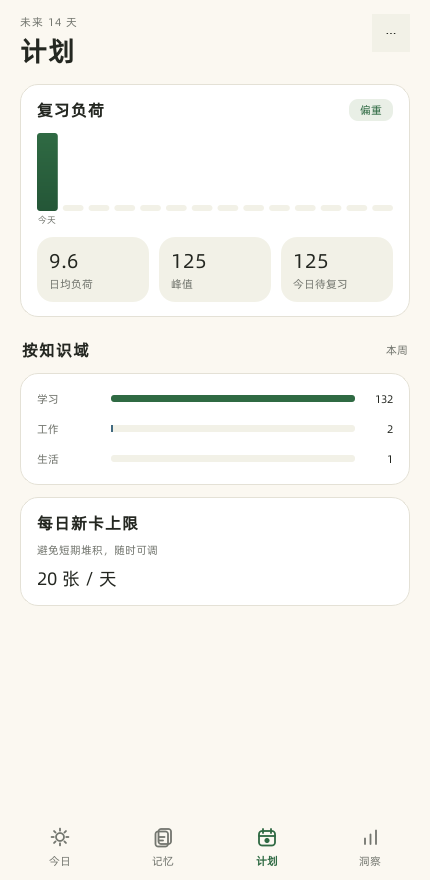 未来 14 天
计划
...
复习负荷
偏重
今天
9.6
日均负荷
125
峰值
125
今日待复习
按知识域
本周
学习
132
工作
2
生活
1
每日新卡上限
避免短期堆积，随时可调
20 张 / 天
今日
记忆
计划
洞察